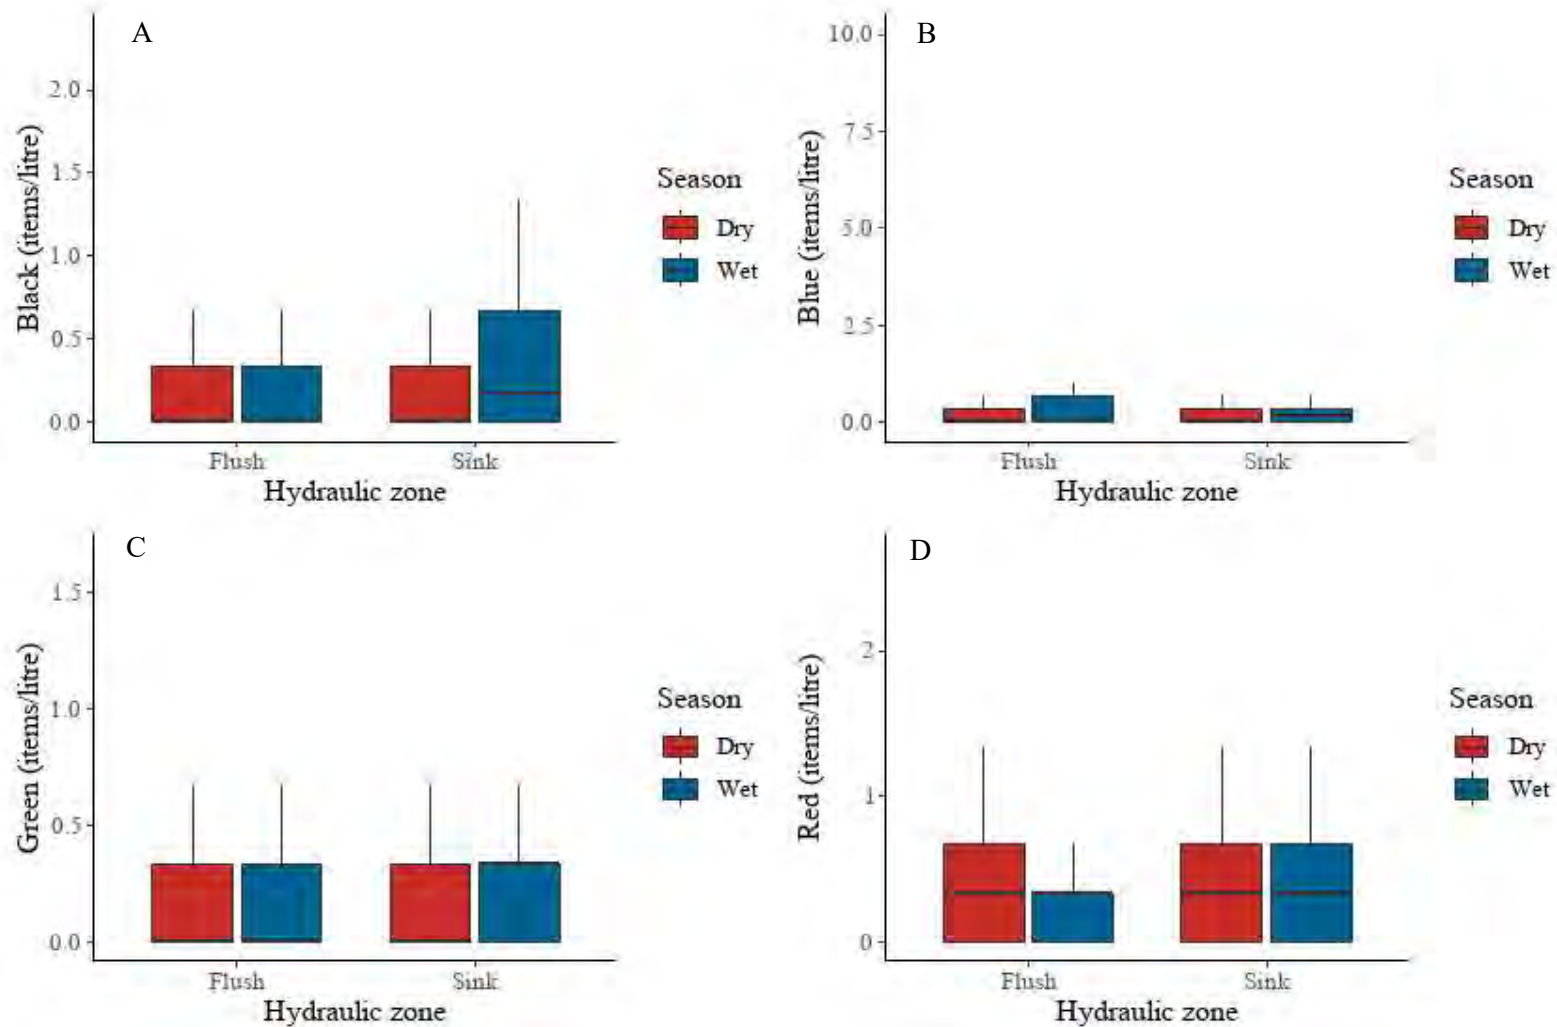 A
Black (items/litre)
2.0
1.5
1.0
0.5
0.0
Flush
Sink
Hydraulic zone
Season
Dry
Wet
B
Blue (items/litre)
10.0
7.5
5.0
2.5
0.0
Flush
Sink
Hydraulic zone
Season
Dry
Wet
C
Green (items/litre)
1.5
1.0
0.5
0.0
Flush
Sink
Hydraulic zone
Season
Dry
Wet
D
Red (items/litre)
2
1
0
Flush
Sink
Hydraulic zone
Season
Dry
Wet